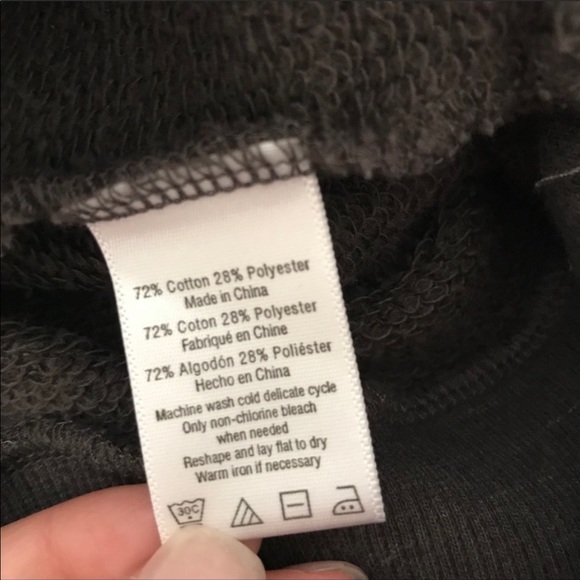 72% Cotton 28% Polyester
Made in China
72% Coton 28% Polyester
Fabriqué en Chine
72% Algodón 28% Poliéster
Hecho en China
Machine wash cold delicate cycle
Only non-chlorine bleach
when needed
Reshape and lay flat to dry
Warm iron if necessary
30C